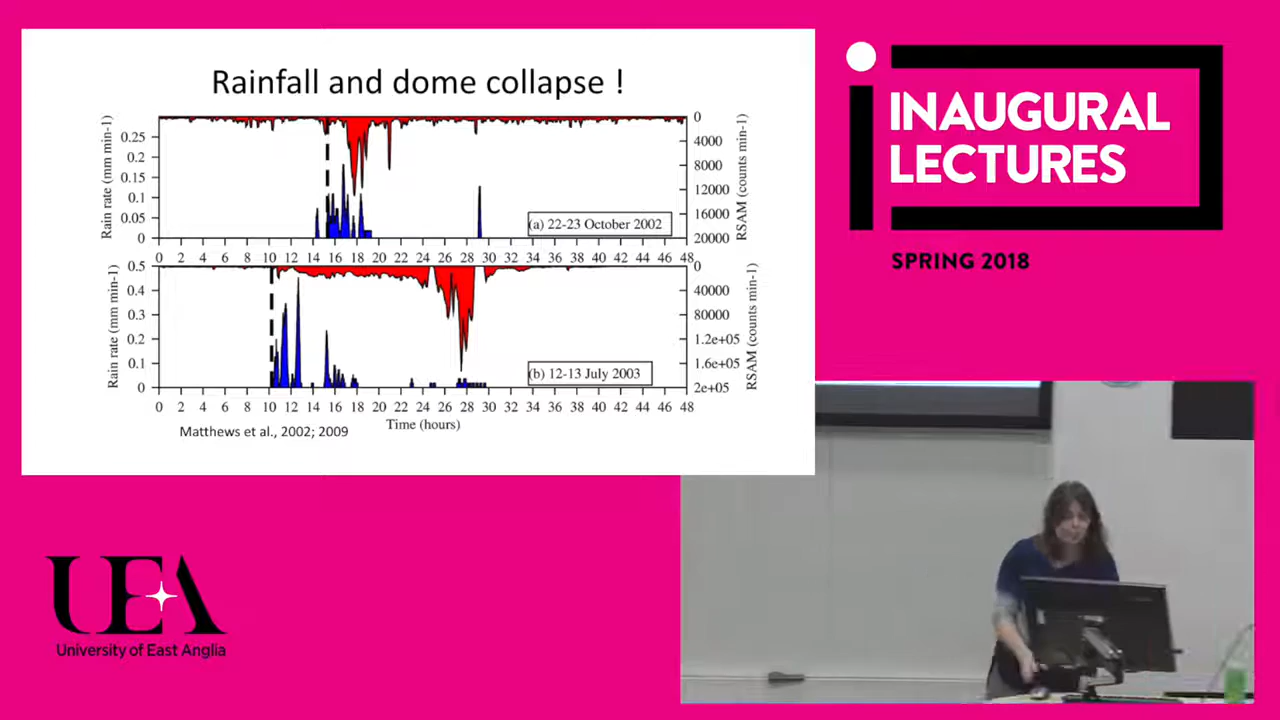 Rainfall and dome collapse !
Rain rate (mm min-1)
0.25
0.2
0.15
0.1
0.05
0
0
4000
8000
12000
16000
20000
RSAM (counts min-1)
(a) 22-23 October 2002
0 2 4 6 8 10 12 14 16 18 20 22 24 26 28 30 32 34 36 38 40 42 44 46 48
Rain rate (mm min-1)
0.5
0.4
0.3
0.2
0.1
0
0
40000
80000
1.2e+05
1.6e+05
2e+05
RSAM (counts min-1)
(b) 12-13 July 2003
0 2 4 6 8 10 12 14 16 18 20 22 24 26 28 30 32 34 36 38 40 42 44 46 48
Time (hours)
Matthews et al., 2002; 2009
INAUGURAL
LECTURES
SPRING 2018
UEA
University of East Anglia